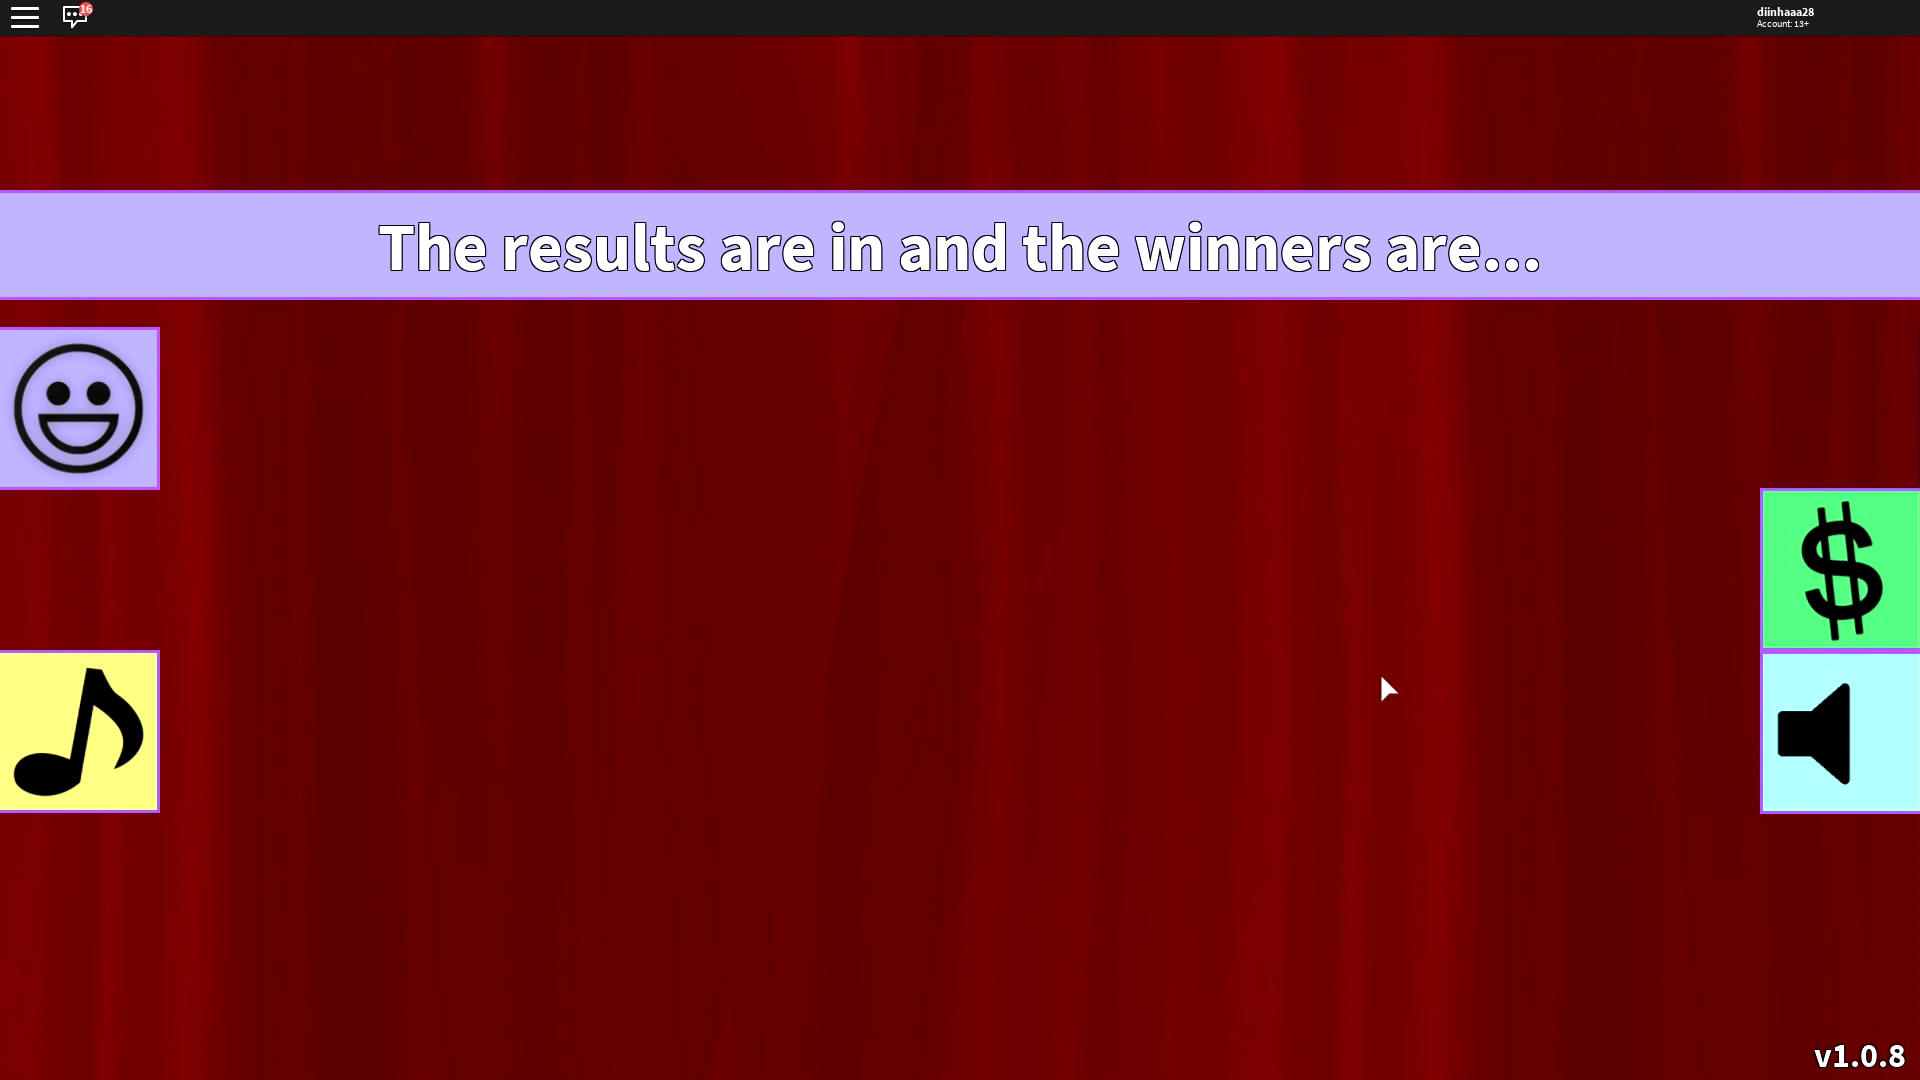 16
diinhaaa28
Account: 13+
The results are in and the winners are...
$
v1.0.8